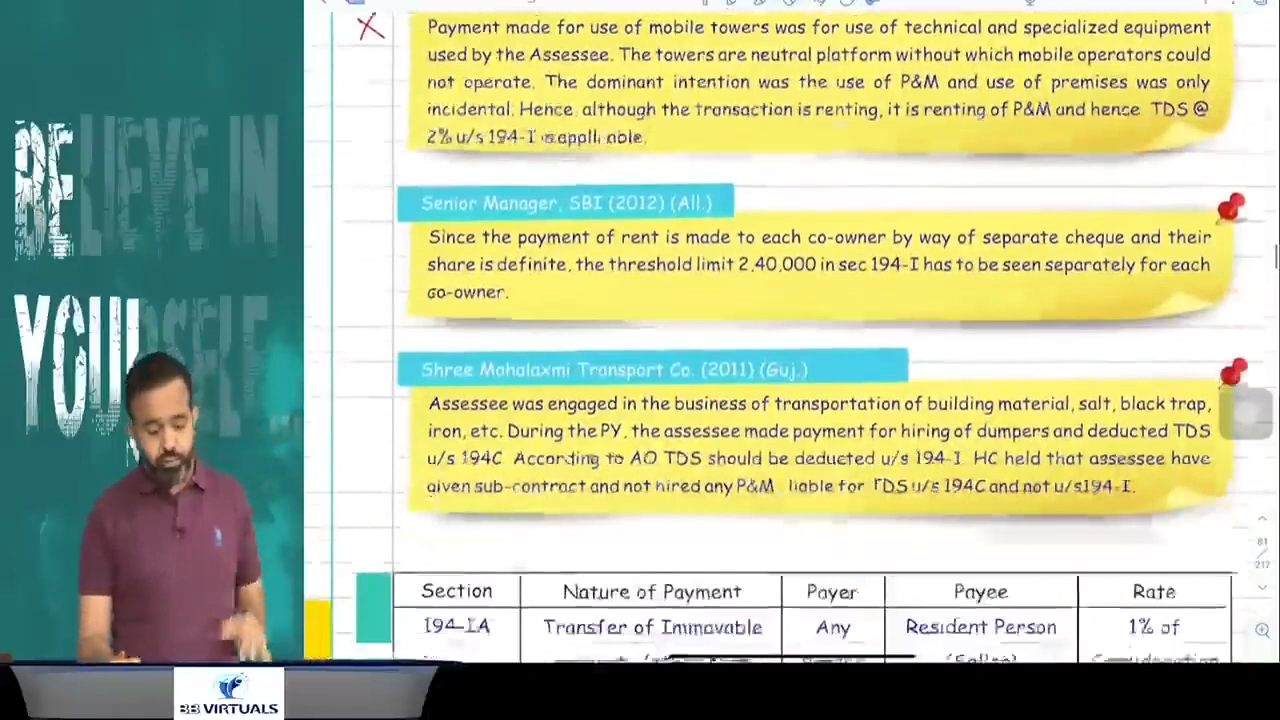 BELIEVE IN
YOURSELF
Payment made for use of mobile towers was for use of technical and specialized equipment
used by the Assessee. The towers are neutral platform without which mobile operators could
not operate. The dominant intention was the use of P&M and use of premises was only
incidental. Hence, although the transaction is renting, it is renting of P&M and hence TDS @
2% u/s 194-I is applicable.
Senior Manager, SBI (2012) (All.)
Since the payment of rent is made to each co-owner by way of separate cheque and their
share is definite, the threshold limit 2,40,000 in sec 194-I has to be seen separately for each
co-owner.
Shree Mahalaxmi Transport Co. (2011) (Guj.)
Assessee was engaged in the business of transportation of building material, salt, black trap,
iron, etc. During the PY, the assessee made payment for hiring of dumpers and deducted TDS
u/s 194C. According to AO TDS should be deducted u/s 194-I. HC held that assessee have
given sub-contract and not hired any P&M liable for TDS u/s 194C and not u/s194-I.
Section Nature of Payment Payer Payee Rate
194-IA Transfer of Immovable Any Resident Person 1% of
(Seller) Consideration
81
217
BB VIRTUALS